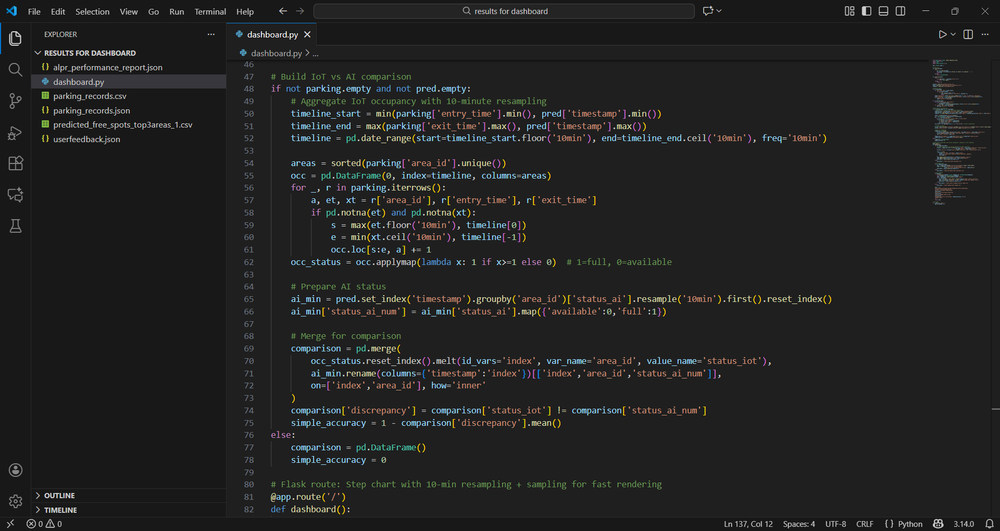 File Edit Selection View Go Run Terminal Help
results for dashboard
EXPLORER
RESULTS FOR DASHBOARD
alpr_performance_report.json
dashboard.py
parking_records.csv
parking_records.json
predicted_free_spots_top3areas_1.csv
userfeedback.json
OUTLINE
TIMELINE
dashboard.py
dashboard.py > ...
46
47 # Build IoT vs AI comparison
48 if not parking.empty and not pred.empty:
49     # Aggregate IoT occupancy with 10-minute resampling
50     timeline_start = min(parking['entry_time'].min(), pred['timestamp'].min())
51     timeline_end = max(parking['exit_time'].max(), pred['timestamp'].max())
52     timeline = pd.date_range(start=timeline_start.floor('10min'), end=timeline_end.ceil('10min'), freq='10min')
53
54     areas = sorted(parking['area_id'].unique())
55     occ = pd.DataFrame(0, index=timeline, columns=areas)
56     for _, r in parking.iterrows():
57         a, et, xt = r['area_id'], r['entry_time'], r['exit_time']
58         if pd.notna(et) and pd.notna(xt):
59             s = max(et.floor('10min'), timeline[0])
60             e = min(xt.ceil('10min'), timeline[-1])
61             occ.loc[s:e, a] += 1
62     occ_status = occ.applymap(lambda x: 1 if x>=1 else 0)  # 1=full, 0=available
63
64     # Prepare AI status
65     ai_min = pred.set_index('timestamp').groupby('area_id')['status_ai'].resample('10min').first().reset_index()
66     ai_min['status_ai_num'] = ai_min['status_ai'].map({'available':0,'full':1})
67
68     # Merge for comparison
69     comparison = pd.merge(
70         occ_status.reset_index().melt(id_vars='index', var_name='area_id', value_name='status_iot'),
71         ai_min.rename(columns={'timestamp':'index'})[['index','area_id','status_ai_num']],
72         on=['index','area_id'], how='inner'
73     )
74     comparison['discrepancy'] = comparison['status_iot'] != comparison['status_ai_num']
75     simple_accuracy = 1 - comparison['discrepancy'].mean()
76 else:
77     comparison = pd.DataFrame()
78     simple_accuracy = 0
79
80 # Flask route: Step chart with 10-min resampling + sampling for fast rendering
81 @app.route('/')
82 def dashboard():
0 0
Ln 137, Col 12 Spaces: 4 UTF-8 CRLF {} Python 3.14.0